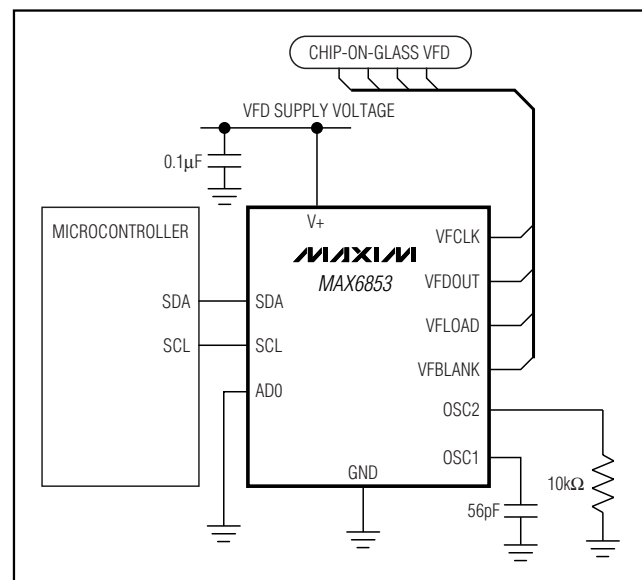 CHIP-ON-GLASS VFD
VFD SUPPLY VOLTAGE
0.1μF
MICROCONTROLLER
SDA
SCL
V+
MAXIM
MAX6853
SDA
SCL
AD0
GND
VFCLK
VFDOUT
VFLOAD
VFBLANK
OSC2
OSC1
56pF
10kΩ